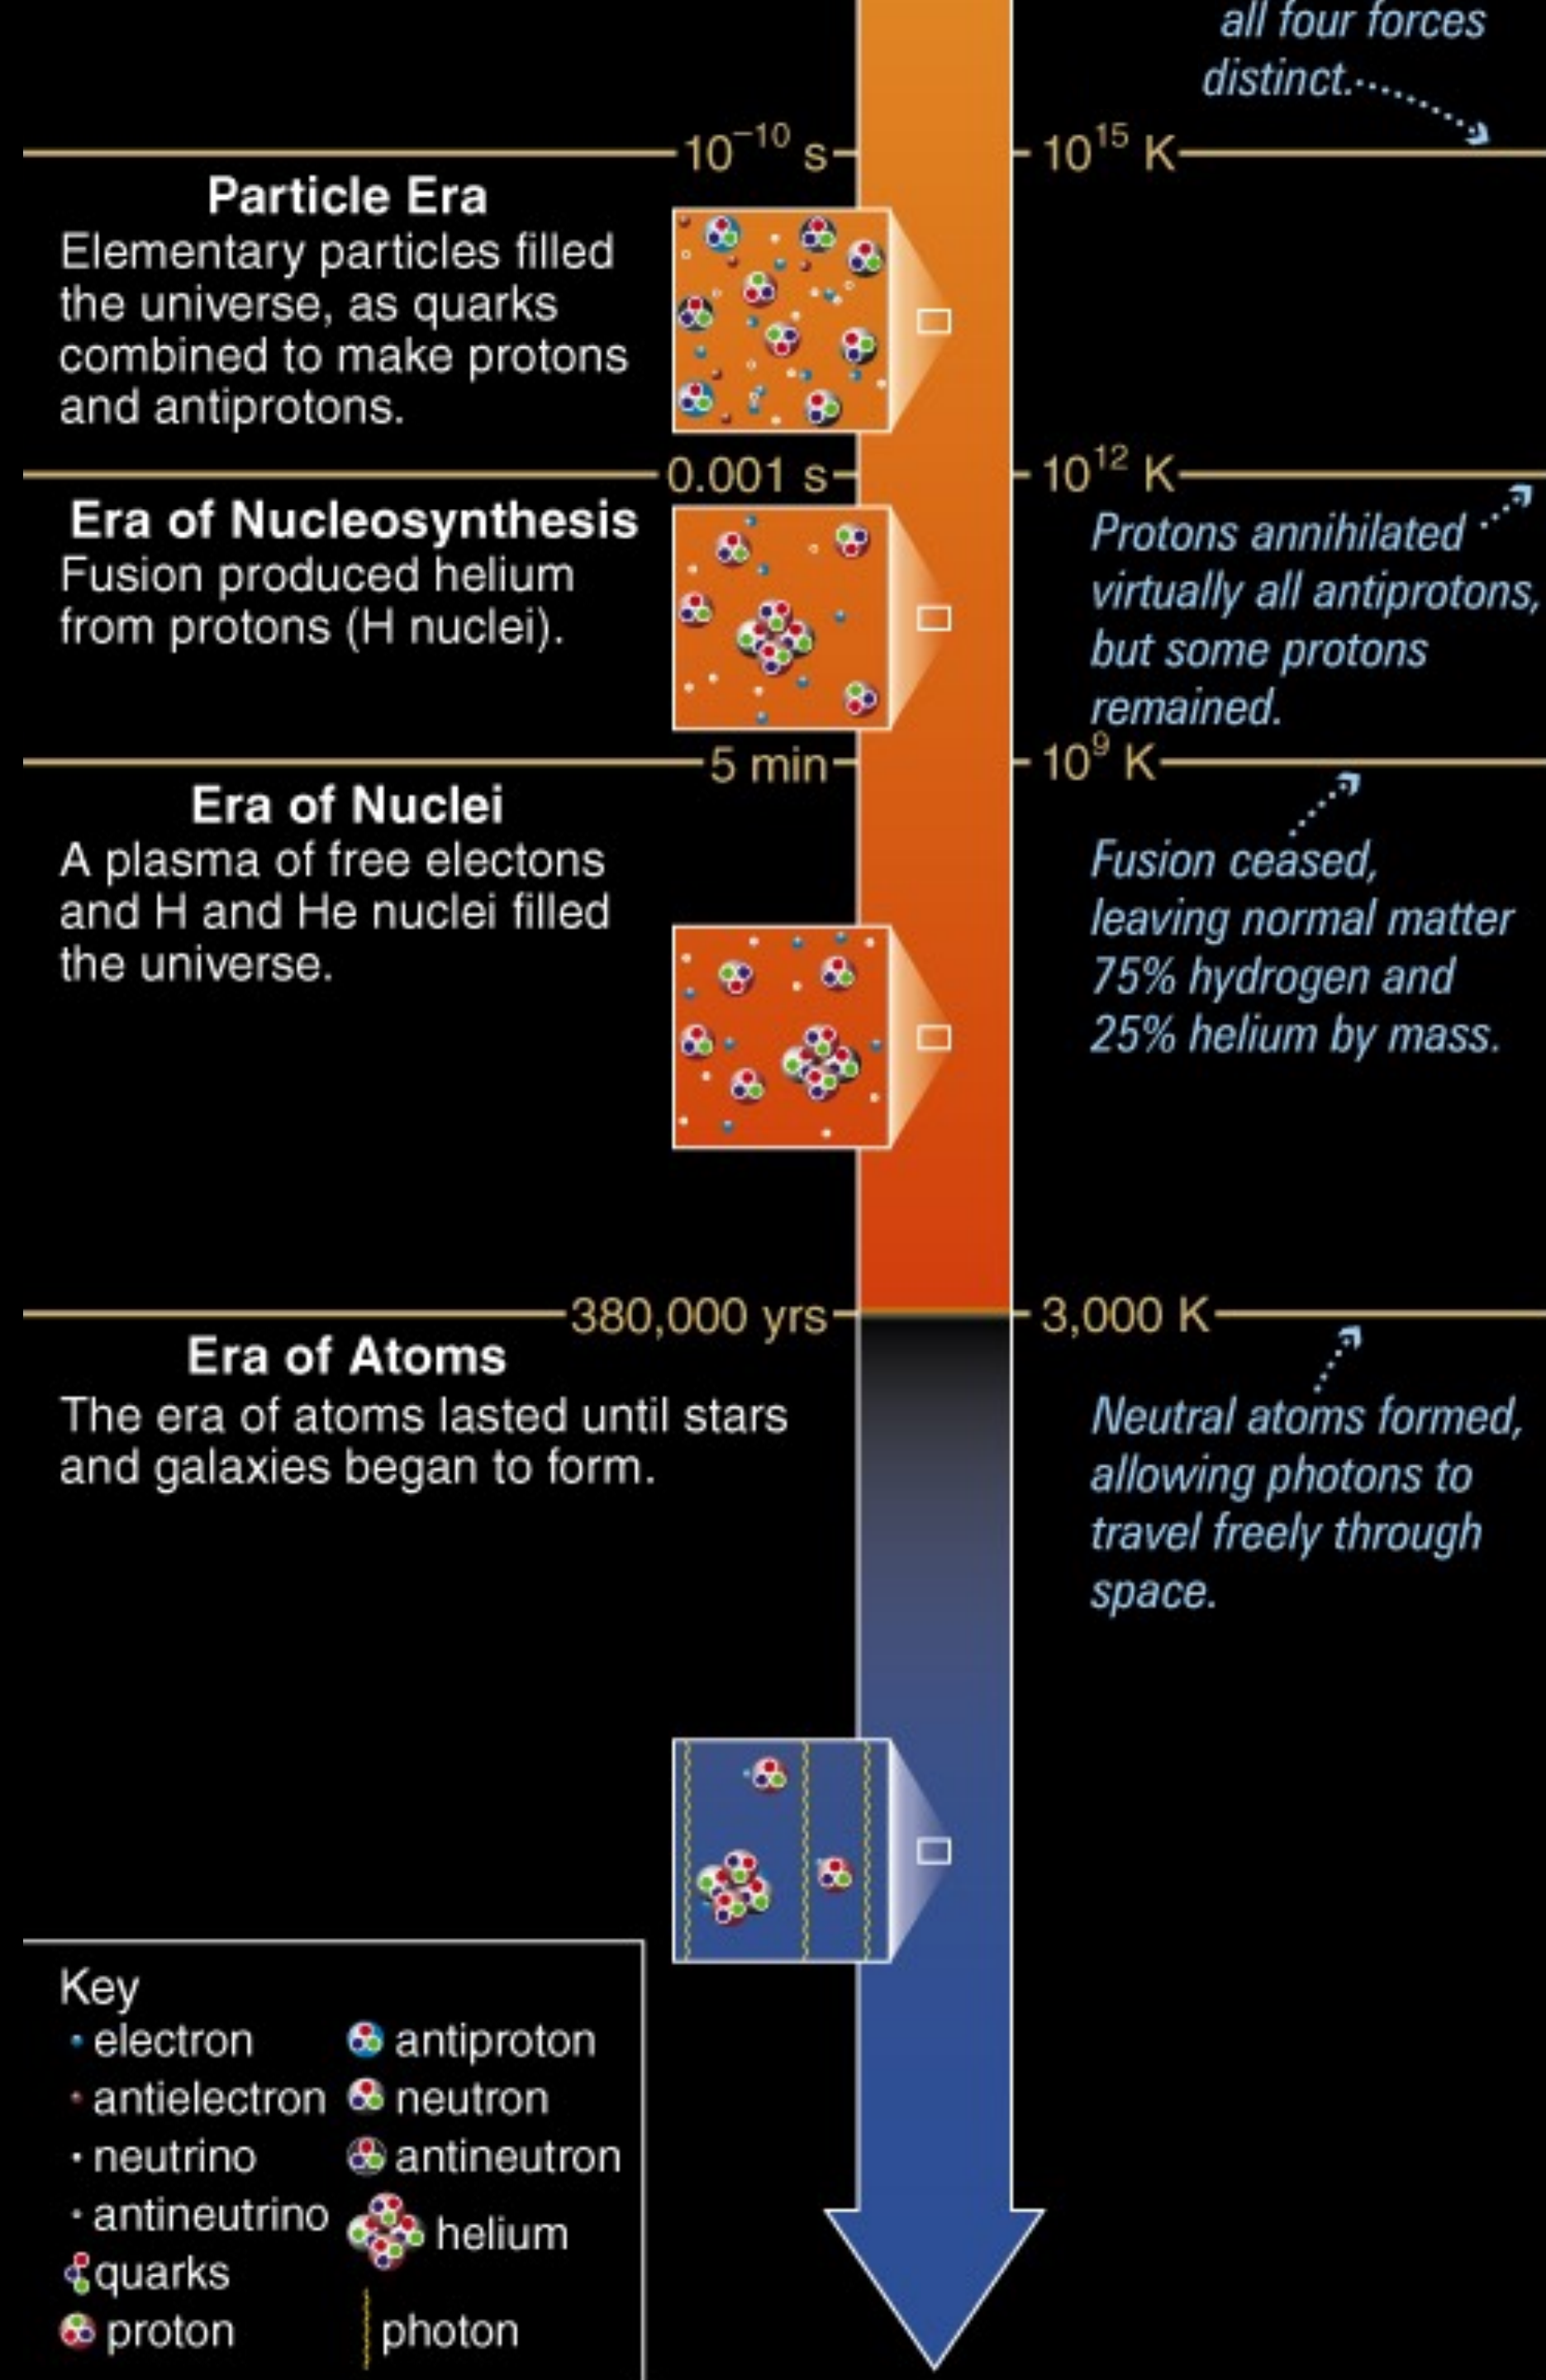 all four forces
distinct.
10⁻¹⁰ s
10¹⁵ K
Particle Era
Elementary particles filled
the universe, as quarks
combined to make protons
and antiprotons.
0.001 s
10¹² K
Era of Nucleosynthesis
Fusion produced helium
from protons (H nuclei).
Protons annihilated
virtually all antiprotons,
but some protons
remained.
5 min
10⁹ K
Era of Nuclei
A plasma of free electons
and H and He nuclei filled
the universe.
Fusion ceased,
leaving normal matter
75% hydrogen and
25% helium by mass.
380,000 yrs
3,000 K
Era of Atoms
The era of atoms lasted until stars
and galaxies began to form.
Neutral atoms formed,
allowing photons to
travel freely through
space.
Key
electron
antielectron
neutrino
antineutrino
quarks
proton
antiproton
neutron
antineutron
helium
photon